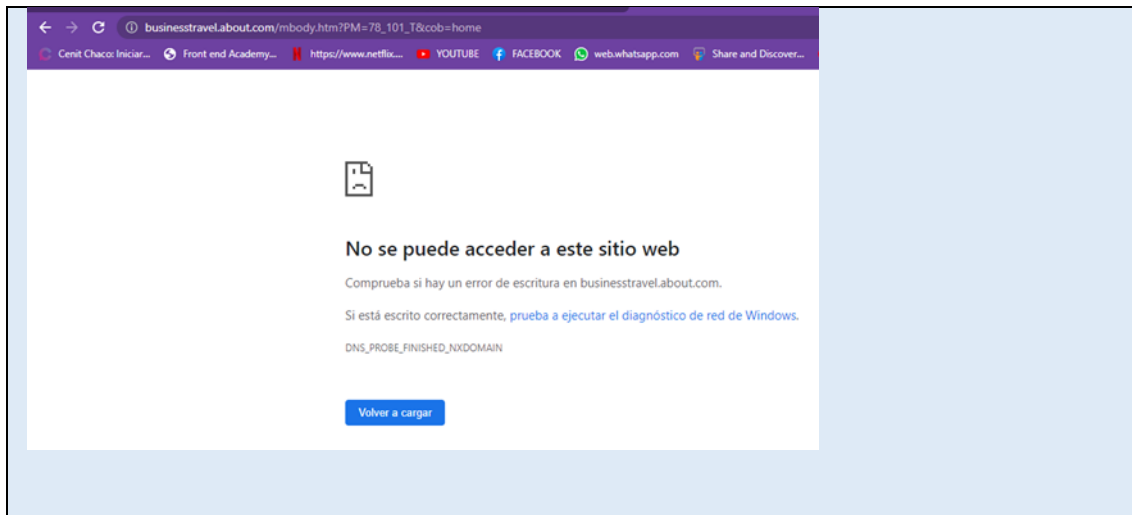 businesstravel.about.com/mbody.htm?PM=78_101_T&cob=home
Cenit Chaco: Iniciar... Front end Academy... https://www.netflix.... YOUTUBE FACEBOOK web.whatsapp.com Share and Discover...
No se puede acceder a este sitio web
Comprueba si hay un error de escritura en businesstravel.about.com.
Si está escrito correctamente, prueba a ejecutar el diagnóstico de red de Windows.
DNS_PROBE_FINISHED_NXDOMAIN
Volver a cargar